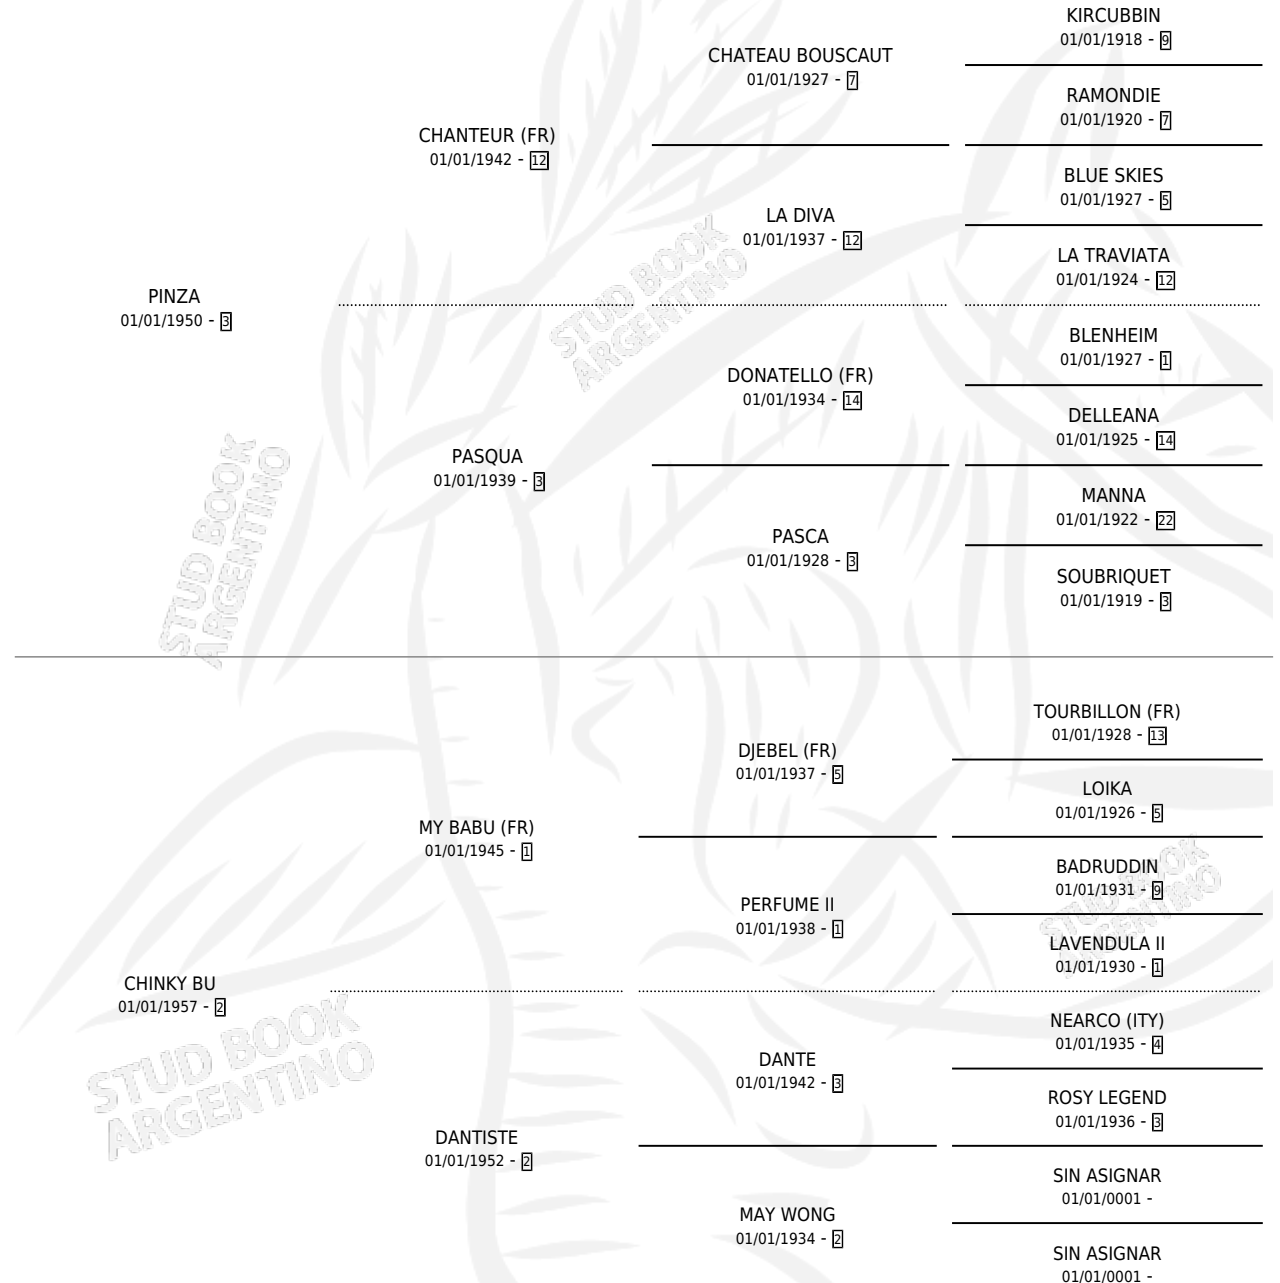 KIRCUBBIN
01/01/1918 - 9
CHATEAU BOUSCAUT
01/01/1927 - 7
RAMONDIE
01/01/1920 - 7
CHANTEUR (FR)
01/01/1942 - 12
BLUE SKIES
01/01/1927 - 5
LA DIVA
01/01/1937 - 12
LA TRAVIATA
01/01/1924 - 12
PINZA
01/01/1950 - 3
STUD BOOK
ARGENTINO
BLENHEIM
01/01/1927 - 1
DONATELLO (FR)
01/01/1934 - 14
DELLEANA
01/01/1925 - 14
PASQUA
01/01/1939 - 3
MANNA
01/01/1922 - 22
PASCA
01/01/1928 - 3
SOUBRIQUET
01/01/1919 - 3
STUD BOOK
ARGENTINO
TOURBILLON (FR)
01/01/1928 - 13
DJEBEL (FR)
01/01/1937 - 5
LOIKA
01/01/1926 - 5
MY BABU (FR)
01/01/1945 - 1
BADRUDDIN
01/01/1931 - 9
PERFUME II
01/01/1938 - 1
LAVENDULA II
01/01/1930 - 1
STUD BOOK
ARGENTINO
CHINKY BU
01/01/1957 - 2
NEARCO (ITY)
01/01/1935 - 4
DANTE
01/01/1942 - 3
ROSY LEGEND
01/01/1936 - 3
STUD BOOK
ARGENTINO
DANTISTE
01/01/1952 - 2
SIN ASIGNAR
01/01/0001 -
MAY WONG
01/01/1934 - 2
SIN ASIGNAR
01/01/0001 -